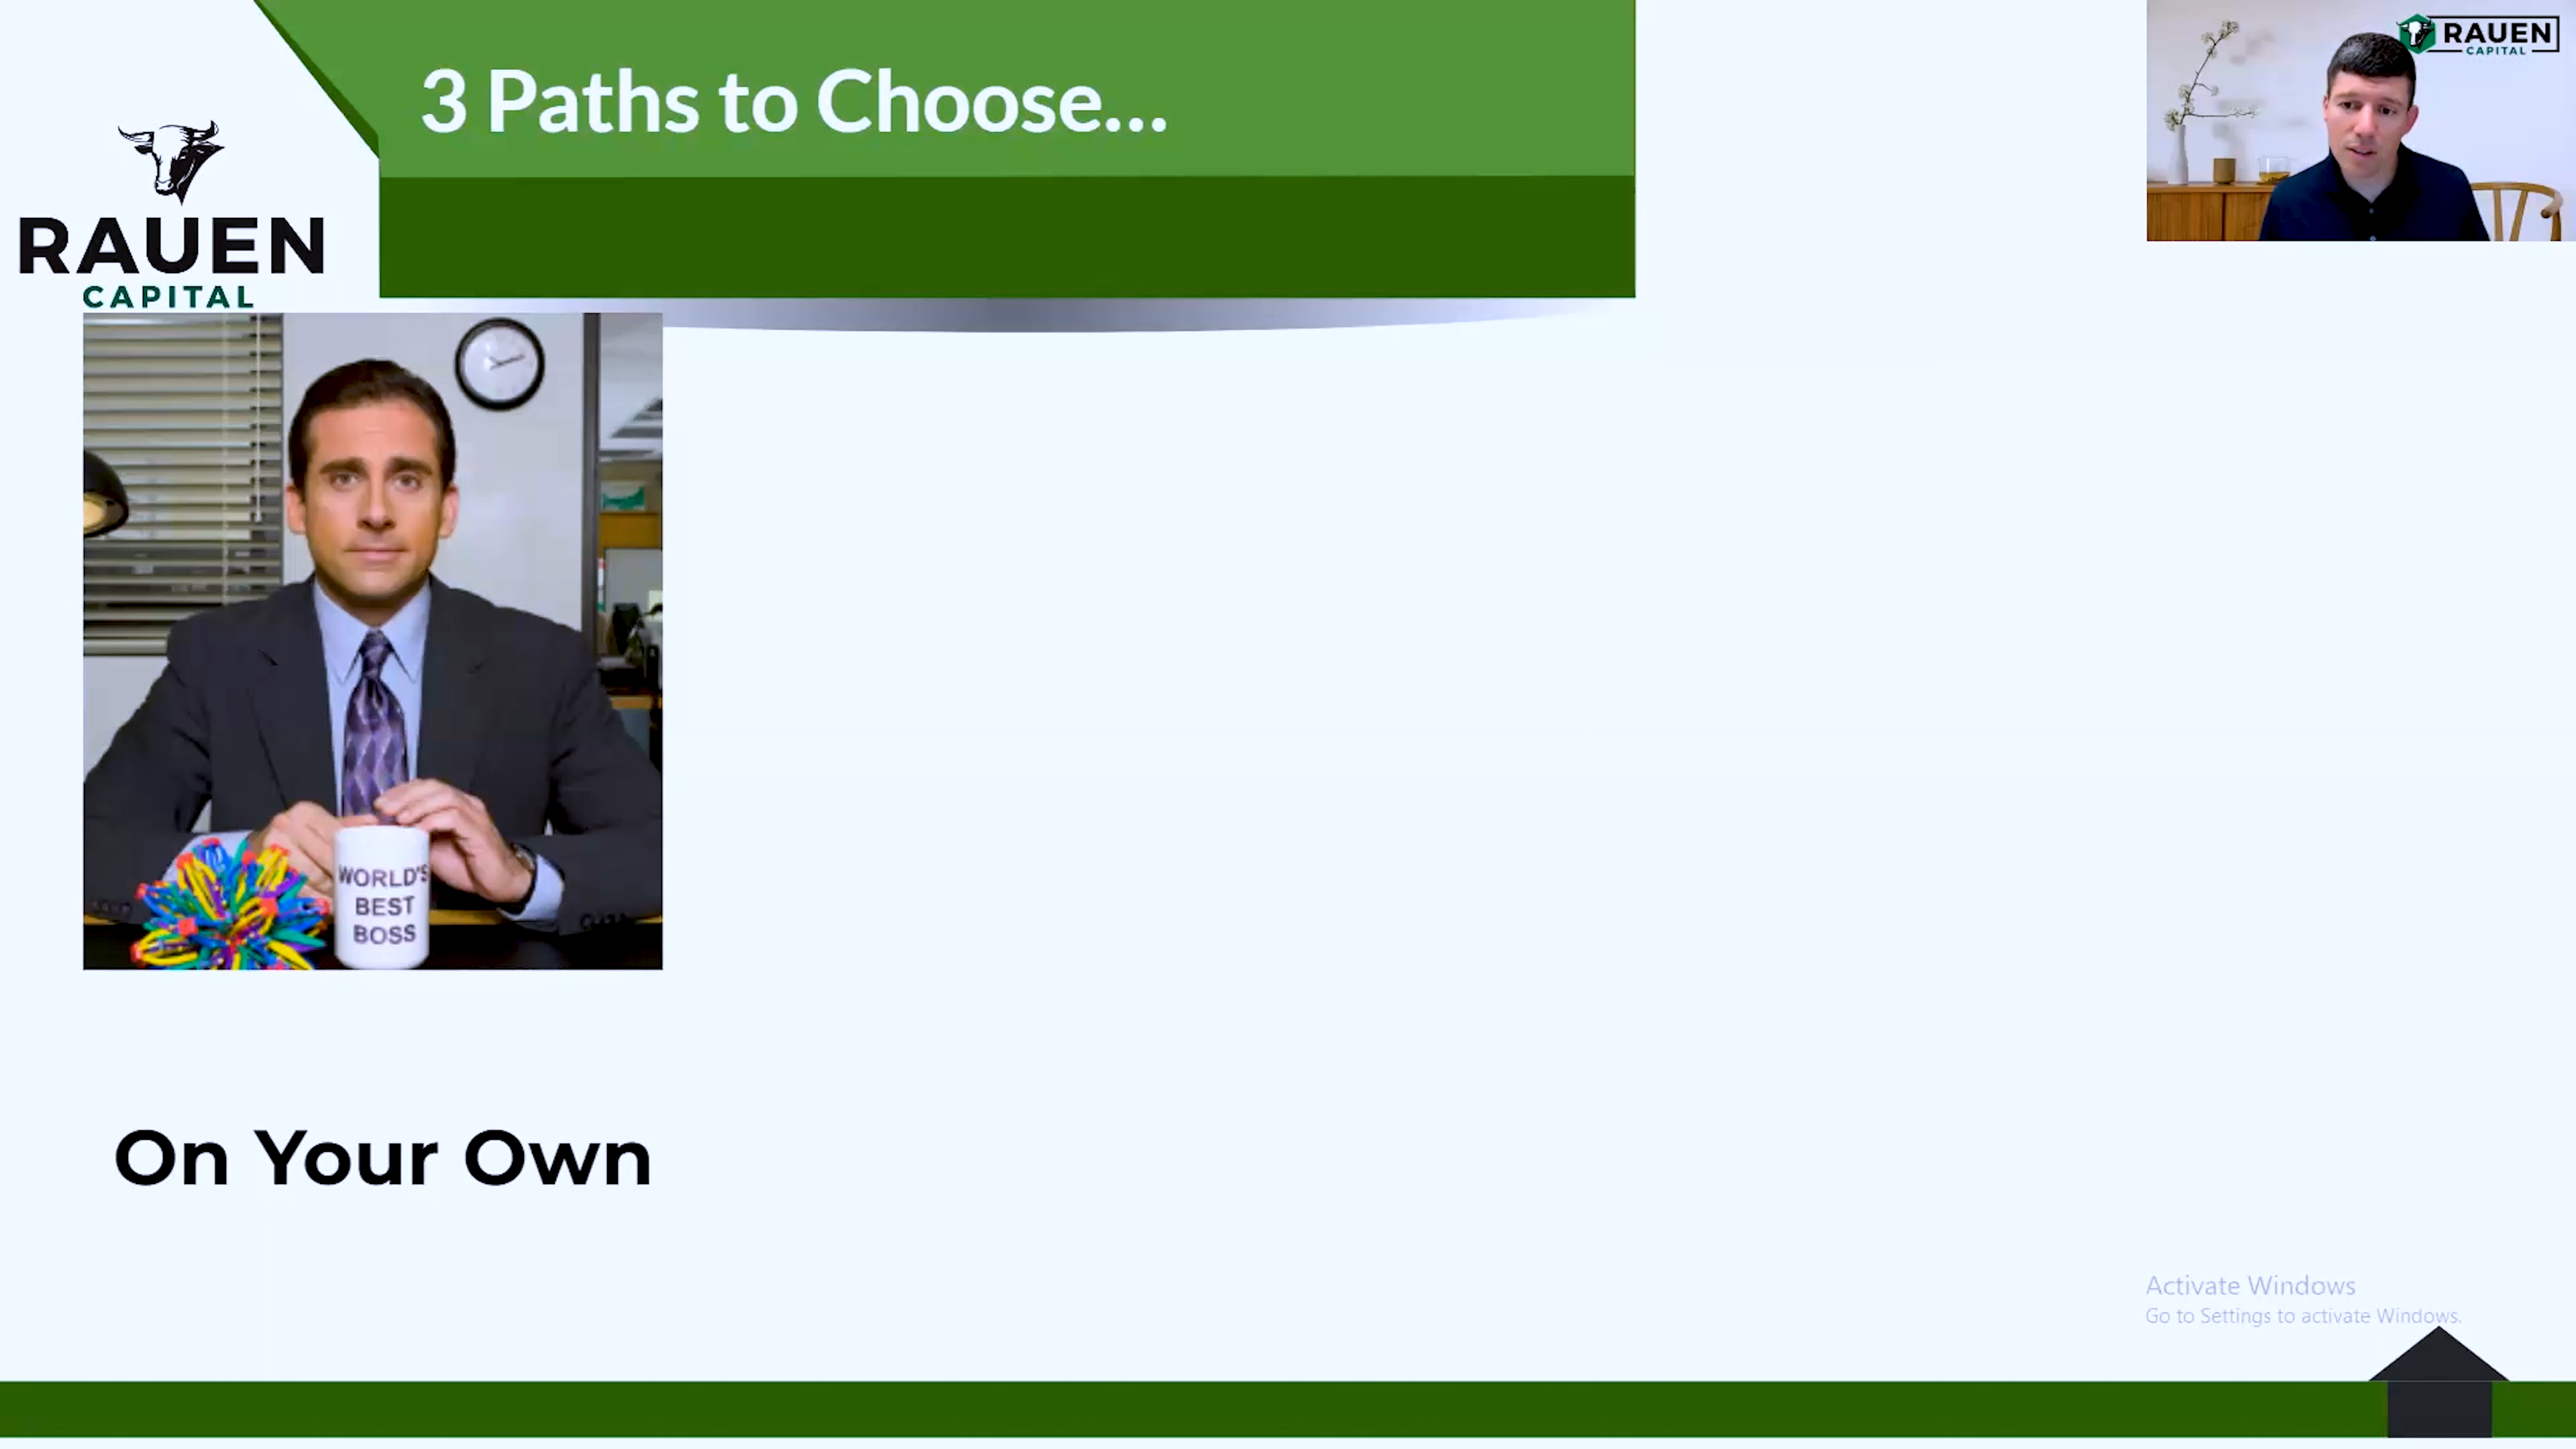 3 Paths to Choose...
RAUEN
CAPITAL
RAUEN
CAPITAL
WORLD'S
BEST
BOSS
On Your Own
Activate Windows
Go to Settings to activate Windows.